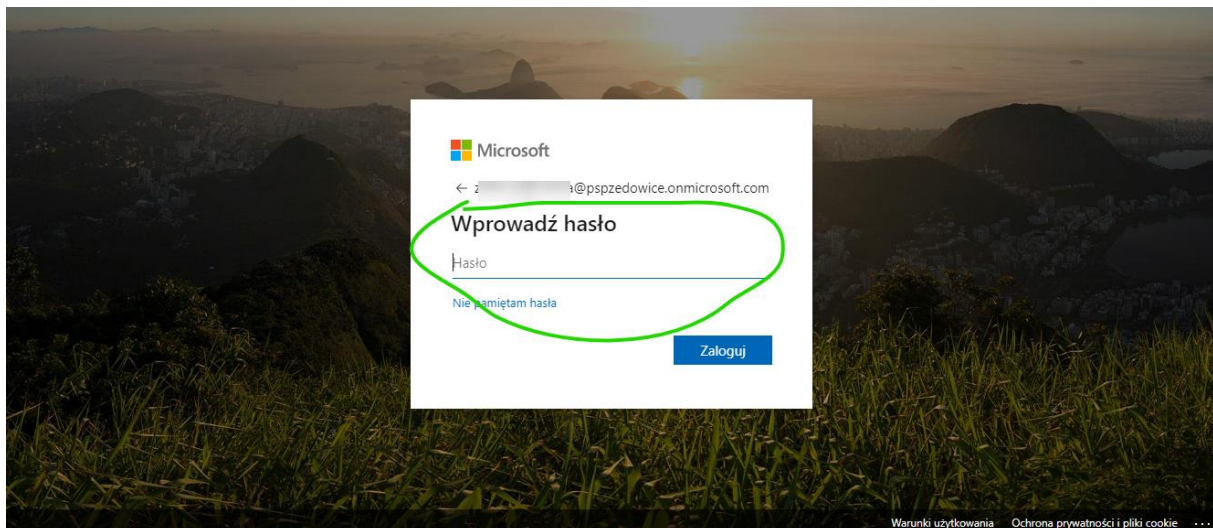 Microsoft
← z a@pspzedowice.onmicrosoft.com
Wprowadź hasło
Hasło
Nie pamiętam hasła
Zaloguj
Warunki użytkowania Ochrona prywatności i pliki cookie ...